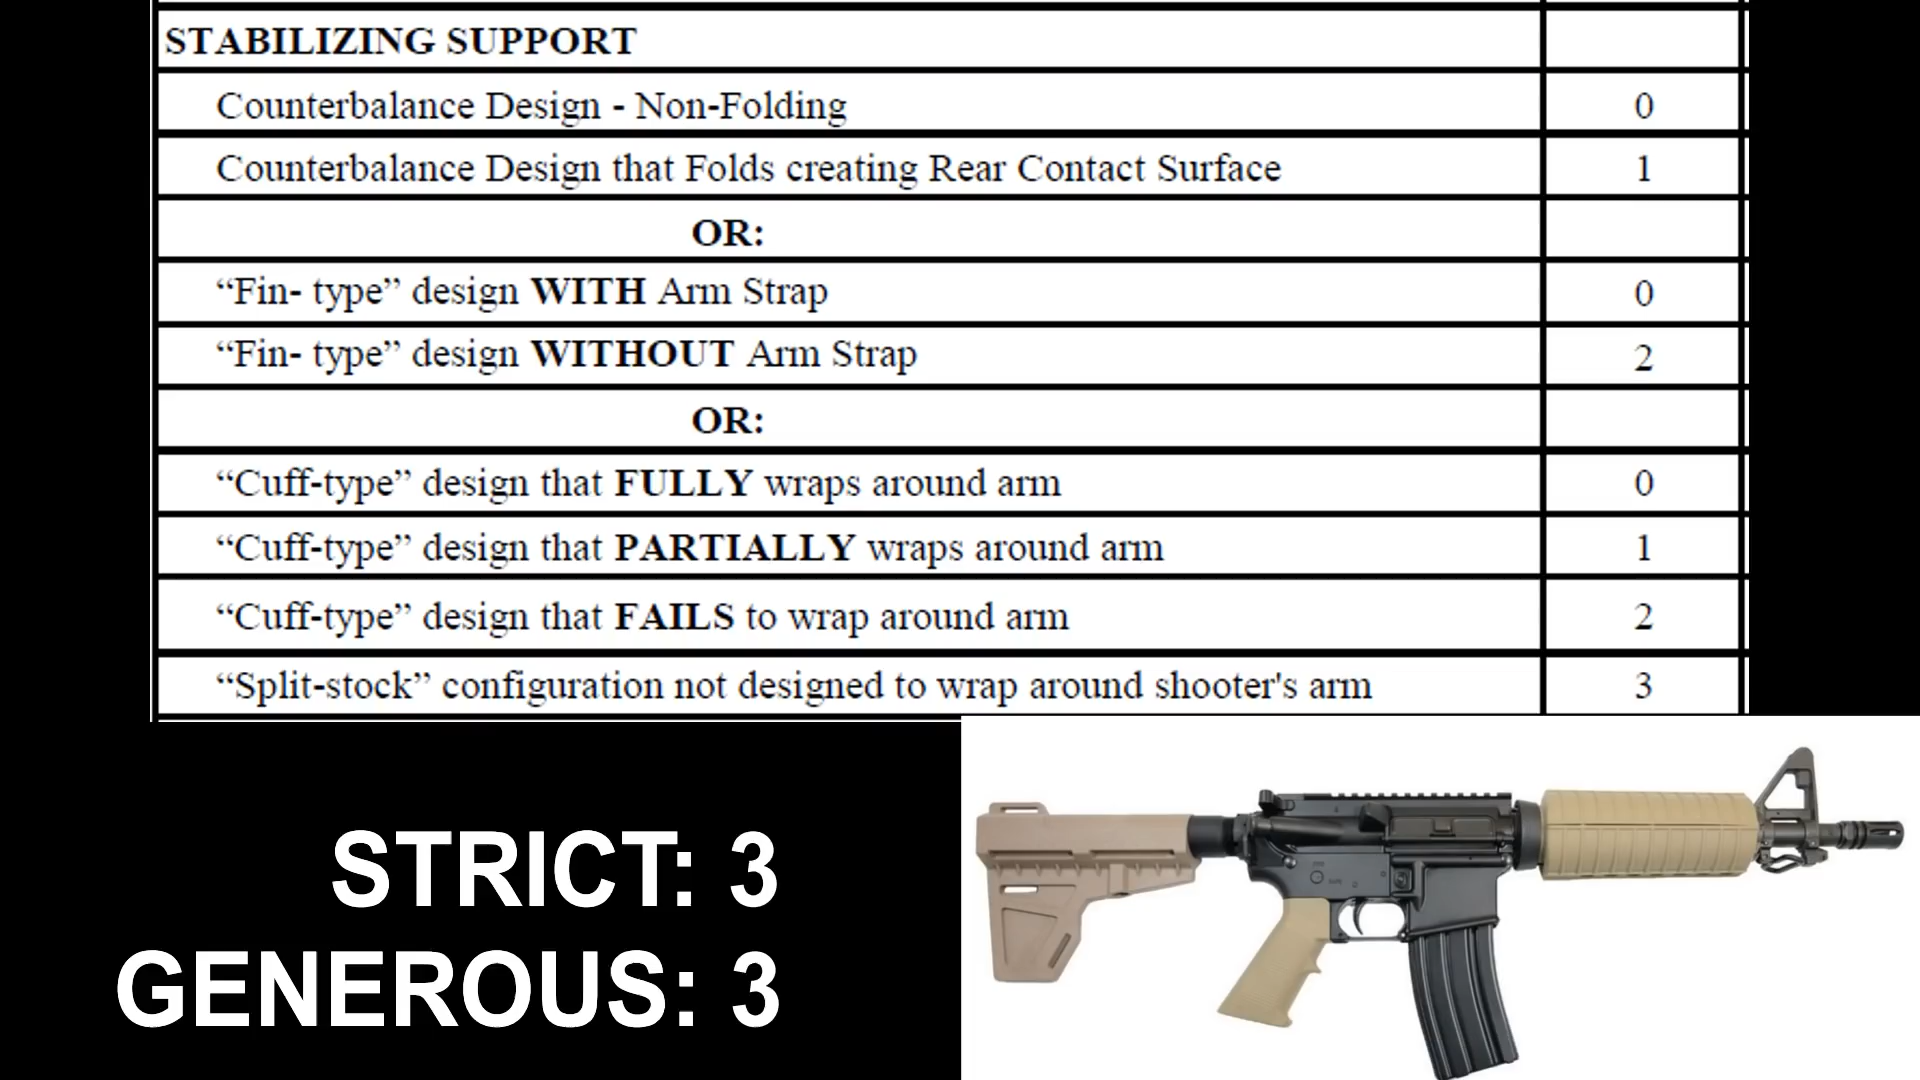 STABILIZING SUPPORT
Counterbalance Design - Non-Folding 0
Counterbalance Design that Folds creating Rear Contact Surface 1
OR:
“Fin- type” design WITH Arm Strap 0
“Fin- type” design WITHOUT Arm Strap 2
OR:
“Cuff-type” design that FULLY wraps around arm 0
“Cuff-type” design that PARTIALLY wraps around arm 1
“Cuff-type” design that FAILS to wrap around arm 2
“Split-stock” configuration not designed to wrap around shooter's arm 3
STRICT: 3
GENEROUS: 3